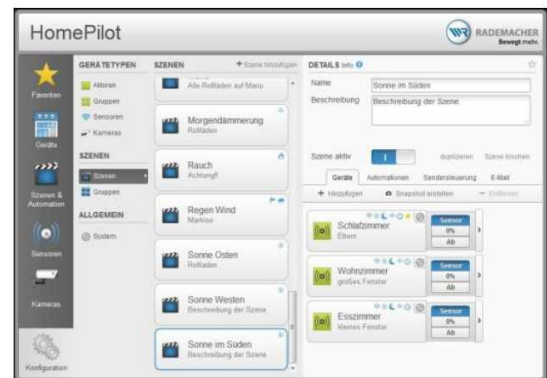 HomePilot
RADEMACHER
Bewegt mehr.
Favoriten
Geräte
Szenen & Automation
Sensoren
Kameras
Konfiguration
GERÄTETYPEN
Aktoren
Gruppen
Sensoren
Kameras
SZENEN
Szenen
Gruppen
ALLGEMEIN
System
SZENEN
+ Szene hinzufügen
Alle Rollläden auf Manu
Morgendämmerung
Rollläden
Rauch
Achtung!!
Regen Wind
Markise
Sonne Osten
Rollläden
Sonne Westen
Beschreibung der Szene
Sonne im Süden
Beschreibung der Szene
DETAILS Info
Name
Sonne im Süden
Beschreibung
Beschreibung der Szene
Szene aktiv
duplizieren
Szene löschen
Geräte
Automationen
Sendersteuerung
E-Mail
+ Hinzufügen
Snapshot erstellen
− Entfernen
Schlafzimmer
Eltern
Sensor
0%
Ab
Wohnzimmer
großes Fenster
Sensor
0%
Ab
Esszimmer
kleines Fenster
Sensor
0%
Ab